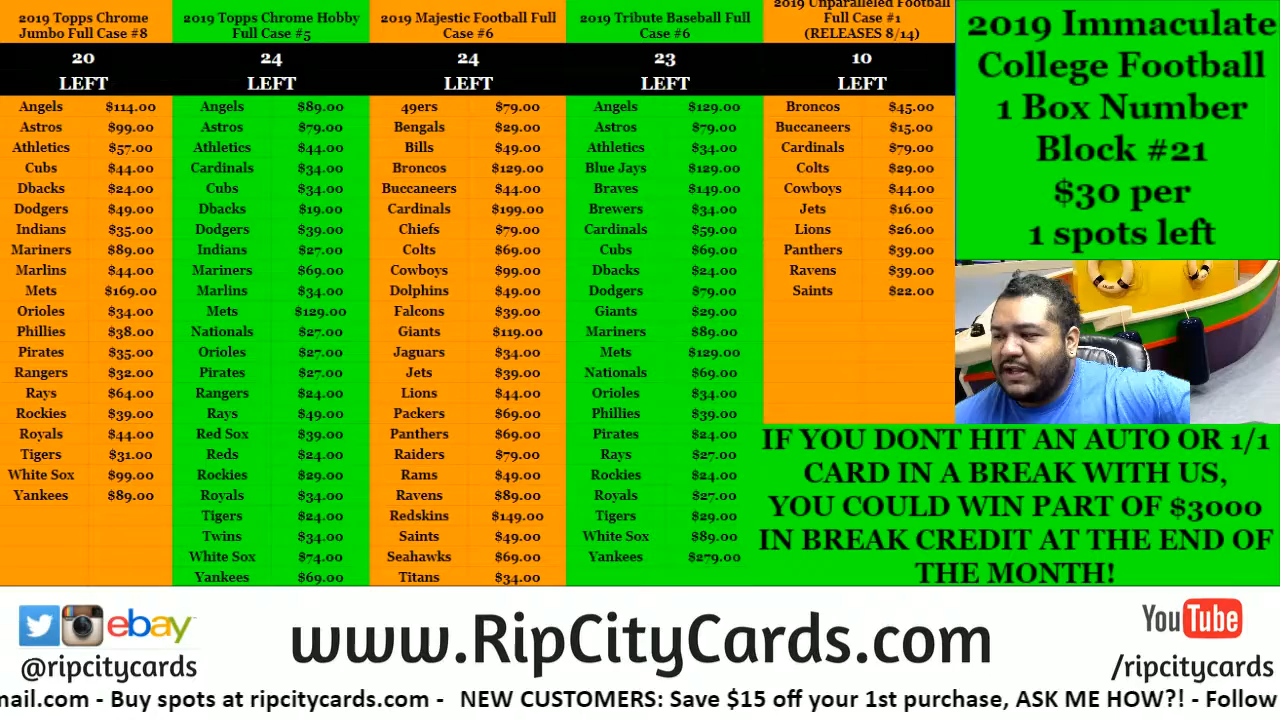 2019 Topps Chrome
Jumbo Full Case #8
20
LEFT
Angels $114.00
Astros $99.00
Athletics $57.00
Cubs $44.00
Dbacks $24.00
Dodgers $49.00
Indians $35.00
Mariners $89.00
Marlins $44.00
Mets $169.00
Orioles $34.00
Phillies $38.00
Pirates $35.00
Rangers $32.00
Rays $64.00
Rockies $39.00
Royals $44.00
Tigers $31.00
White Sox $99.00
Yankees $89.00
2019 Topps Chrome Hobby
Full Case #5
24
LEFT
Angels $89.00
Astros $79.00
Athletics $44.00
Cardinals $34.00
Cubs $34.00
Dbacks $19.00
Dodgers $39.00
Indians $27.00
Mariners $69.00
Marlins $34.00
Mets $129.00
Nationals $27.00
Orioles $27.00
Pirates $27.00
Rangers $24.00
Rays $49.00
Red Sox $39.00
Reds $24.00
Rockies $29.00
Royals $34.00
Tigers $24.00
Twins $34.00
White Sox $74.00
Yankees $69.00
2019 Majestic Football Full
Case #6
24
LEFT
49ers $79.00
Bengals $29.00
Bills $49.00
Broncos $129.00
Buccaneers $44.00
Cardinals $199.00
Chiefs $79.00
Colts $69.00
Cowboys $99.00
Dolphins $49.00
Falcons $39.00
Giants $119.00
Jaguars $34.00
Jets $39.00
Lions $44.00
Packers $69.00
Panthers $69.00
Raiders $79.00
Rams $49.00
Ravens $89.00
Redskins $149.00
Saints $49.00
Seahawks $69.00
Titans $34.00
2019 Tribute Baseball Full
Case #6
23
LEFT
Angels $129.00
Astros $79.00
Athletics $34.00
Blue Jays $129.00
Braves $149.00
Brewers $34.00
Cardinals $59.00
Cubs $69.00
Dbacks $24.00
Dodgers $79.00
Giants $29.00
Mariners $89.00
Mets $129.00
Nationals $69.00
Orioles $34.00
Phillies $39.00
Pirates $24.00
Rays $27.00
Rockies $24.00
Royals $27.00
Tigers $29.00
White Sox $89.00
Yankees $279.00
2019 Unparalleled Football
Full Case #1
(RELEASES 8/14)
10
LEFT
Broncos $45.00
Buccaneers $15.00
Cardinals $79.00
Colts $29.00
Cowboys $44.00
Jets $16.00
Lions $26.00
Panthers $39.00
Ravens $39.00
Saints $22.00
2019 Immaculate
College Football
1 Box Number
Block #21
$30 per
1 spots left
IF YOU DONT HIT AN AUTO OR 1/1
CARD IN A BREAK WITH US,
YOU COULD WIN PART OF $3000
IN BREAK CREDIT AT THE END OF
THE MONTH!
ebay
@ripcitycards
www.RipCityCards.com
YouTube
/ripcitycards
mail.com - Buy spots at ripcitycards.com - NEW CUSTOMERS: Save $15 off your 1st purchase, ASK ME HOW?! - Follow